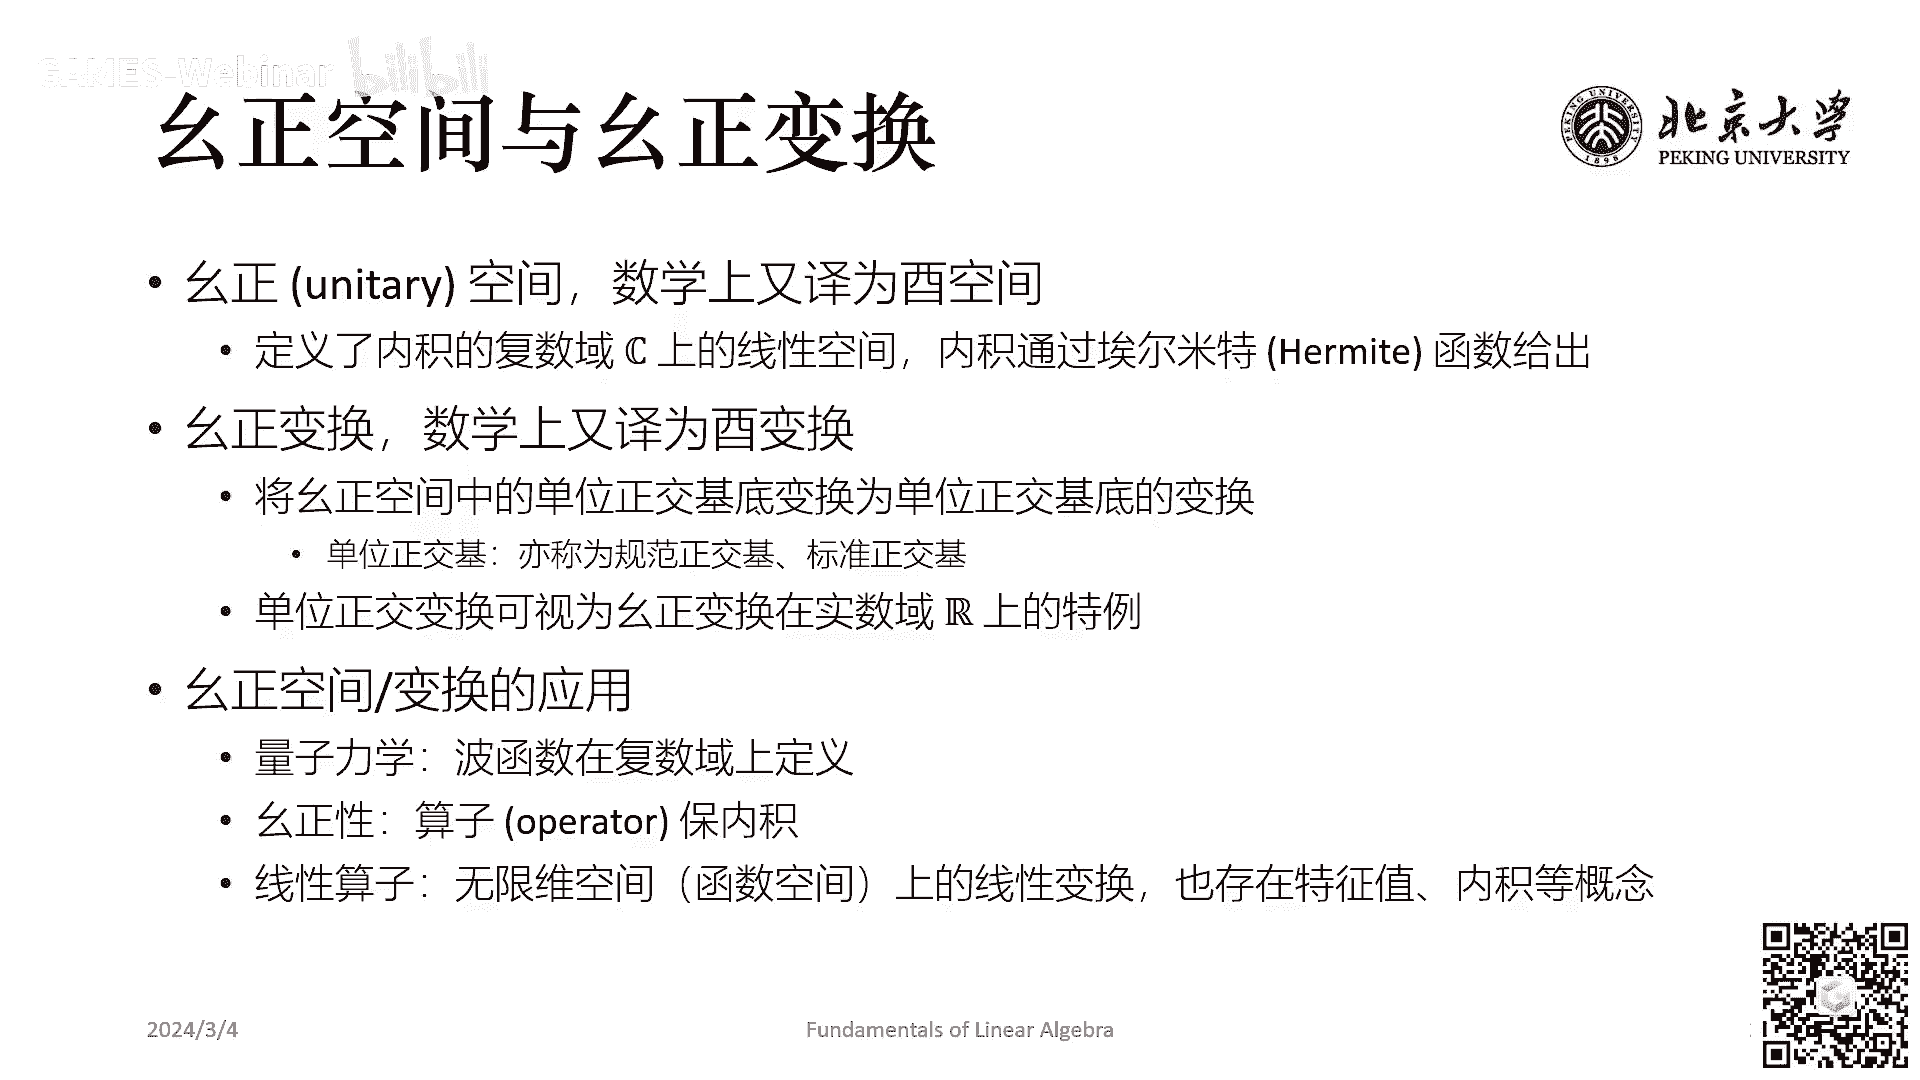 GAMES-Webinar bilibili
幺正空间与幺正变换
北京大学
PEKING UNIVERSITY
PEKING UNIVERSITY
1898
• 幺正 (unitary) 空间，数学上又译为酉空间
• 定义了内积的复数域 ℂ 上的线性空间，内积通过埃尔米特 (Hermite) 函数给出
• 幺正变换，数学上又译为酉变换
• 将幺正空间中的单位正交基底变换为单位正交基底的变换
• 单位正交基：亦称为规范正交基、标准正交基
• 单位正交变换可视为幺正变换在实数域 ℝ 上的特例
• 幺正空间/变换的应用
• 量子力学：波函数在复数域上定义
• 幺正性：算子 (operator) 保内积
• 线性算子：无限维空间（函数空间）上的线性变换，也存在特征值、内积等概念
2024/3/4
Fundamentals of Linear Algebra